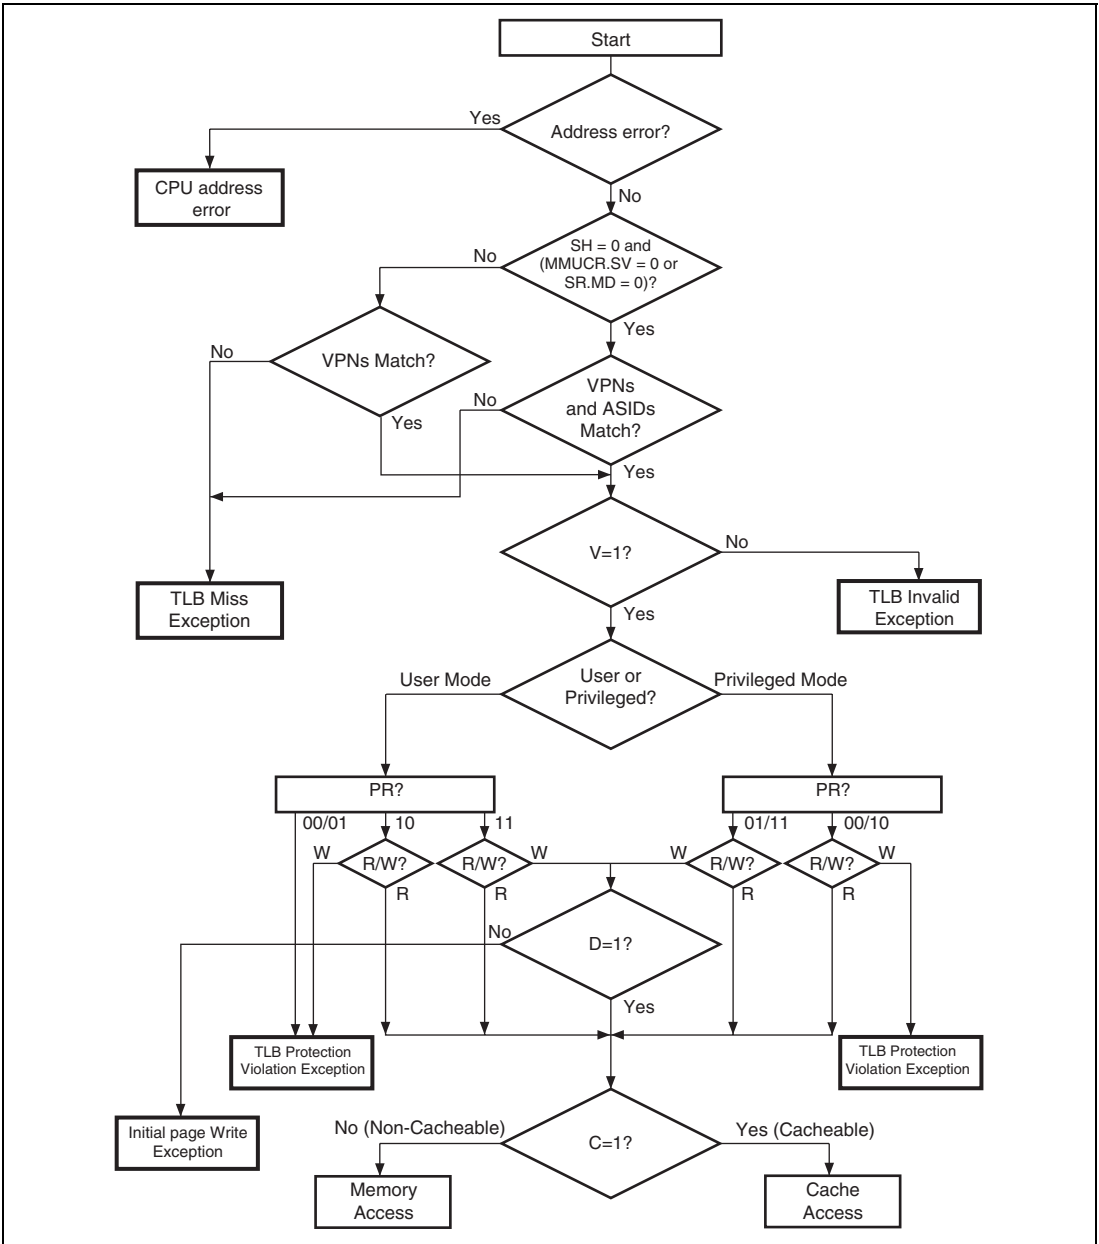 Start
Yes
Address error?
CPU address
error
No
SH = 0 and
(MMUCR.SV = 0 or
SR.MD = 0)?
No
Yes
No
VPNs Match?
Yes
No
VPNs
and ASIDs
Match?
Yes
V=1?
No
TLB Miss
Exception
TLB Invalid
Exception
Yes
User Mode
User or
Privileged?
Privileged Mode
PR?
PR?
00/01
10
11
01/11
00/10
W
R/W?
R/W?
W
W
R/W?
R/W?
W
R
R
R
R
No
D=1?
Yes
TLB Protection
Violation Exception
TLB Protection
Violation Exception
Initial page Write
Exception
No (Non-Cacheable)
C=1?
Yes (Cacheable)
Memory
Access
Cache
Access